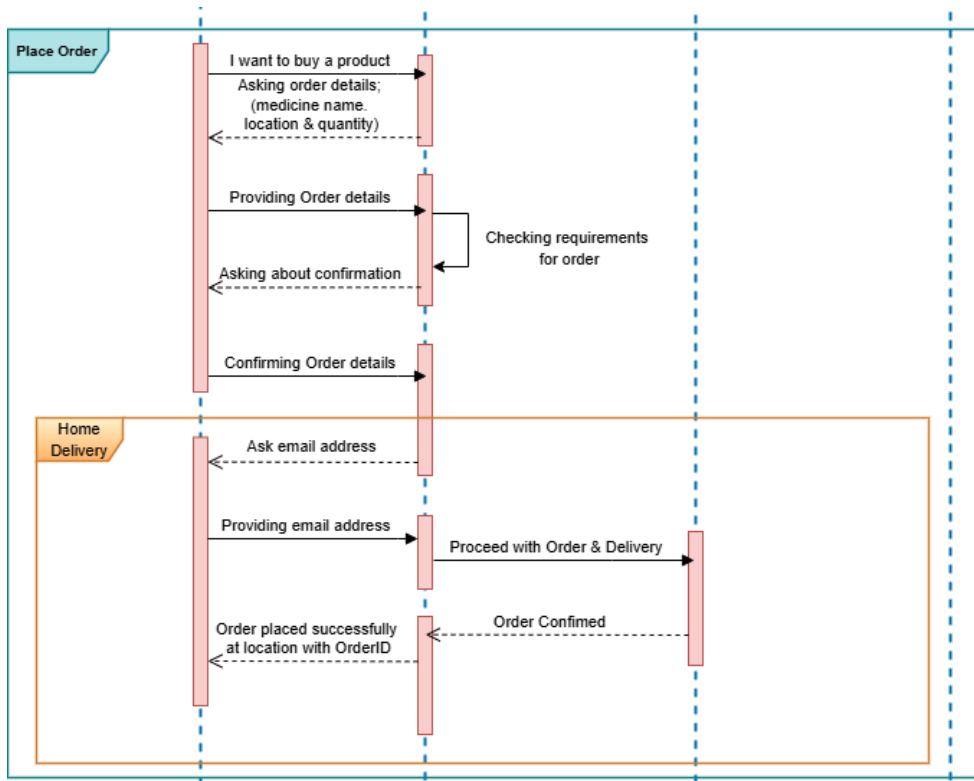 Place Order
I want to buy a product
Asking order details;
(medicine name.
location & quantity)
Providing Order details
Checking requirements
for order
Asking about confirmation
Confirming Order details
Home
Delivery
Ask email address
Providing email address
Proceed with Order & Delivery
Order Confimed
Order placed successfully
at location with OrderID